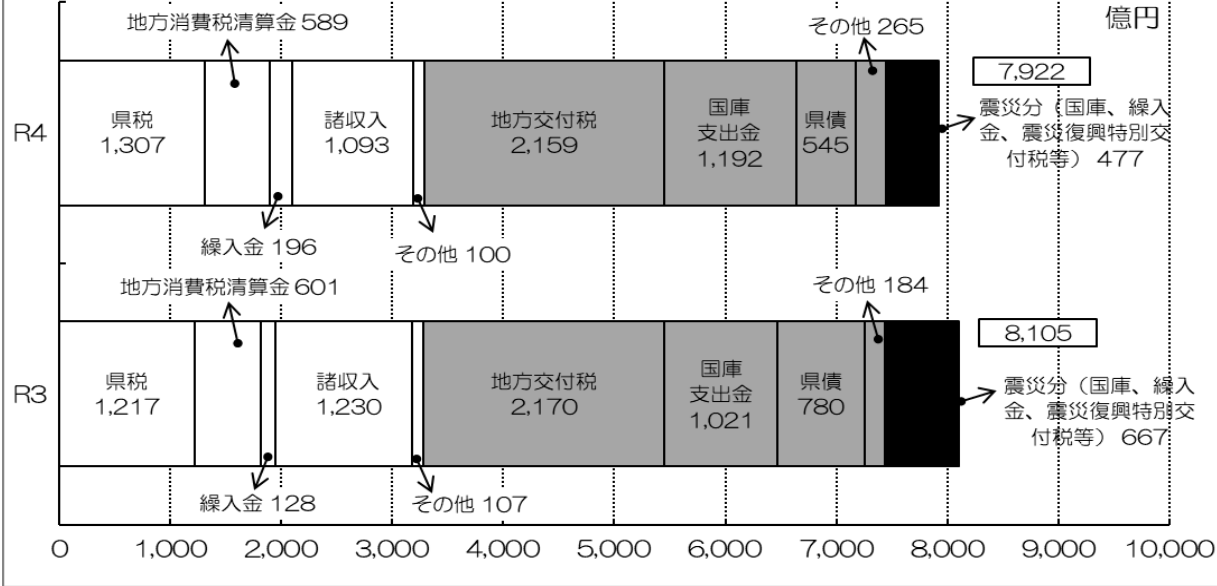 億円
地方消費税清算金 589
その他 265
7,922
R4
県税
1,307
諸収入
1,093
地方交付税
2,159
国庫
支出金
1,192
県債
545
震災分（国庫、繰入
金、震災復興特別交
付税等） 477
繰入金 196
その他 100
地方消費税清算金 601
その他 184
8,105
R3
県税
1,217
諸収入
1,230
地方交付税
2,170
国庫
支出金
1,021
県債
780
震災分（国庫、繰入
金、震災復興特別交
付税等） 667
繰入金 128
その他 107
0 1,000 2,000 3,000 4,000 5,000 6,000 7,000 8,000 9,000 10,000